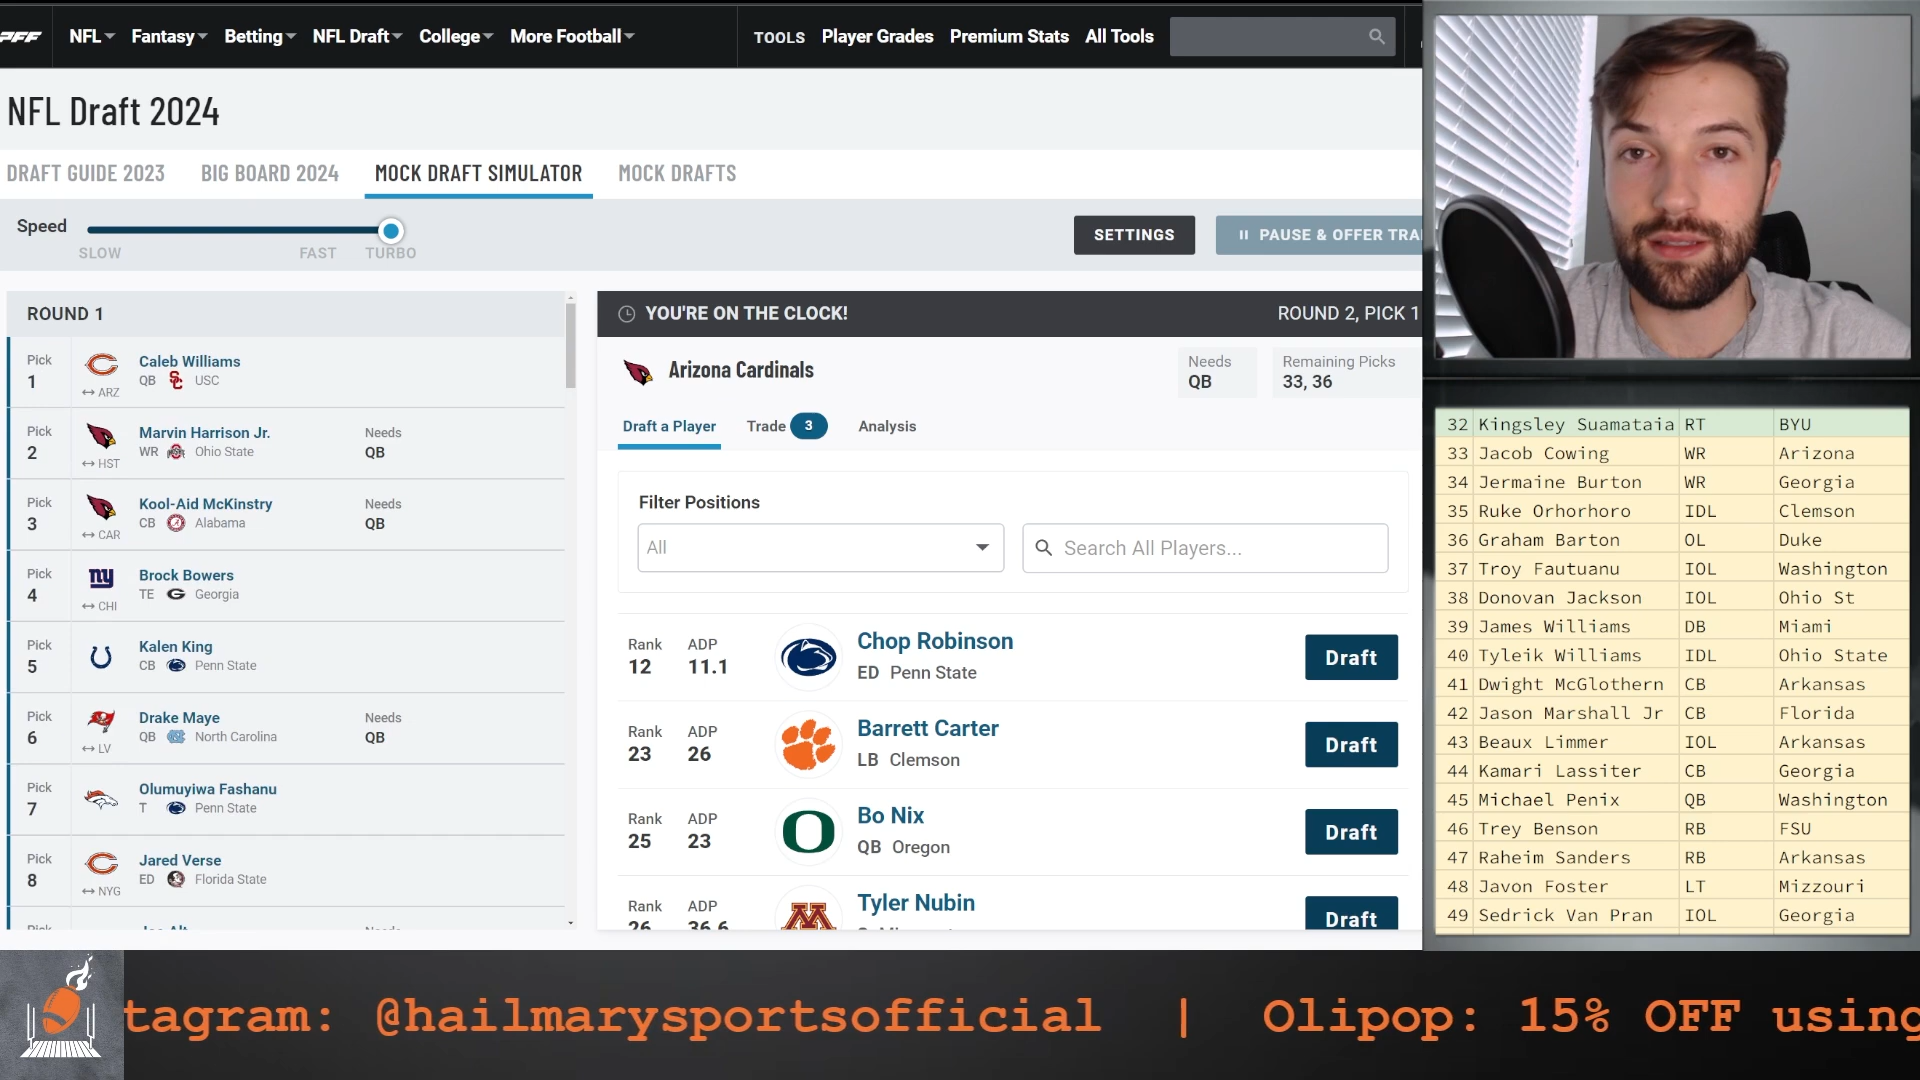 PFF NFL Fantasy Betting NFL Draft College More Football TOOLS Player Grades Premium Stats All Tools
NFL Draft 2024
DRAFT GUIDE 2023 BIG BOARD 2024 MOCK DRAFT SIMULATOR MOCK DRAFTS
Speed
SLOW FAST TURBO
SETTINGS
PAUSE & OFFER TRA
ROUND 1
Pick 1 ARZ Caleb Williams QB USC
Pick 2 HST Marvin Harrison Jr. WR Ohio State Needs QB
Pick 3 CAR Kool-Aid McKinstry CB Alabama Needs QB
Pick 4 ny CHI Brock Bowers TE Georgia
Pick 5 Kalen King CB Penn State
Pick 6 LV Drake Maye QB North Carolina Needs QB
Pick 7 Olumuyiwa Fashanu T Penn State
Pick 8 NYG Jared Verse ED Florida State
YOU'RE ON THE CLOCK! ROUND 2, PICK 1
Arizona Cardinals
Needs QB
Remaining Picks 33, 36
Draft a Player Trade 3 Analysis
Filter Positions
All
Search All Players...
Rank 12 ADP 11.1 Chop Robinson ED Penn State Draft
Rank 23 ADP 26 Barrett Carter LB Clemson Draft
Rank 25 ADP 23 Bo Nix QB Oregon Draft
Rank 26 ADP 36.6 Tyler Nubin Draft
32 Kingsley Suamataia RT BYU
33 Jacob Cowing WR Arizona
34 Jermaine Burton WR Georgia
35 Ruke Orhorhoro IDL Clemson
36 Graham Barton OL Duke
37 Troy Fautuanu IOL Washington
38 Donovan Jackson IOL Ohio St
39 James Williams DB Miami
40 Tyleik Williams IDL Ohio State
41 Dwight McGlothern CB Arkansas
42 Jason Marshall Jr CB Florida
43 Beaux Limmer IOL Arkansas
44 Kamari Lassiter CB Georgia
45 Michael Penix QB Washington
46 Trey Benson RB FSU
47 Raheim Sanders RB Arkansas
48 Javon Foster LT Mizzouri
49 Sedrick Van Pran IOL Georgia
tagram: @hailmarysportsofficial | Olipop: 15% OFF using